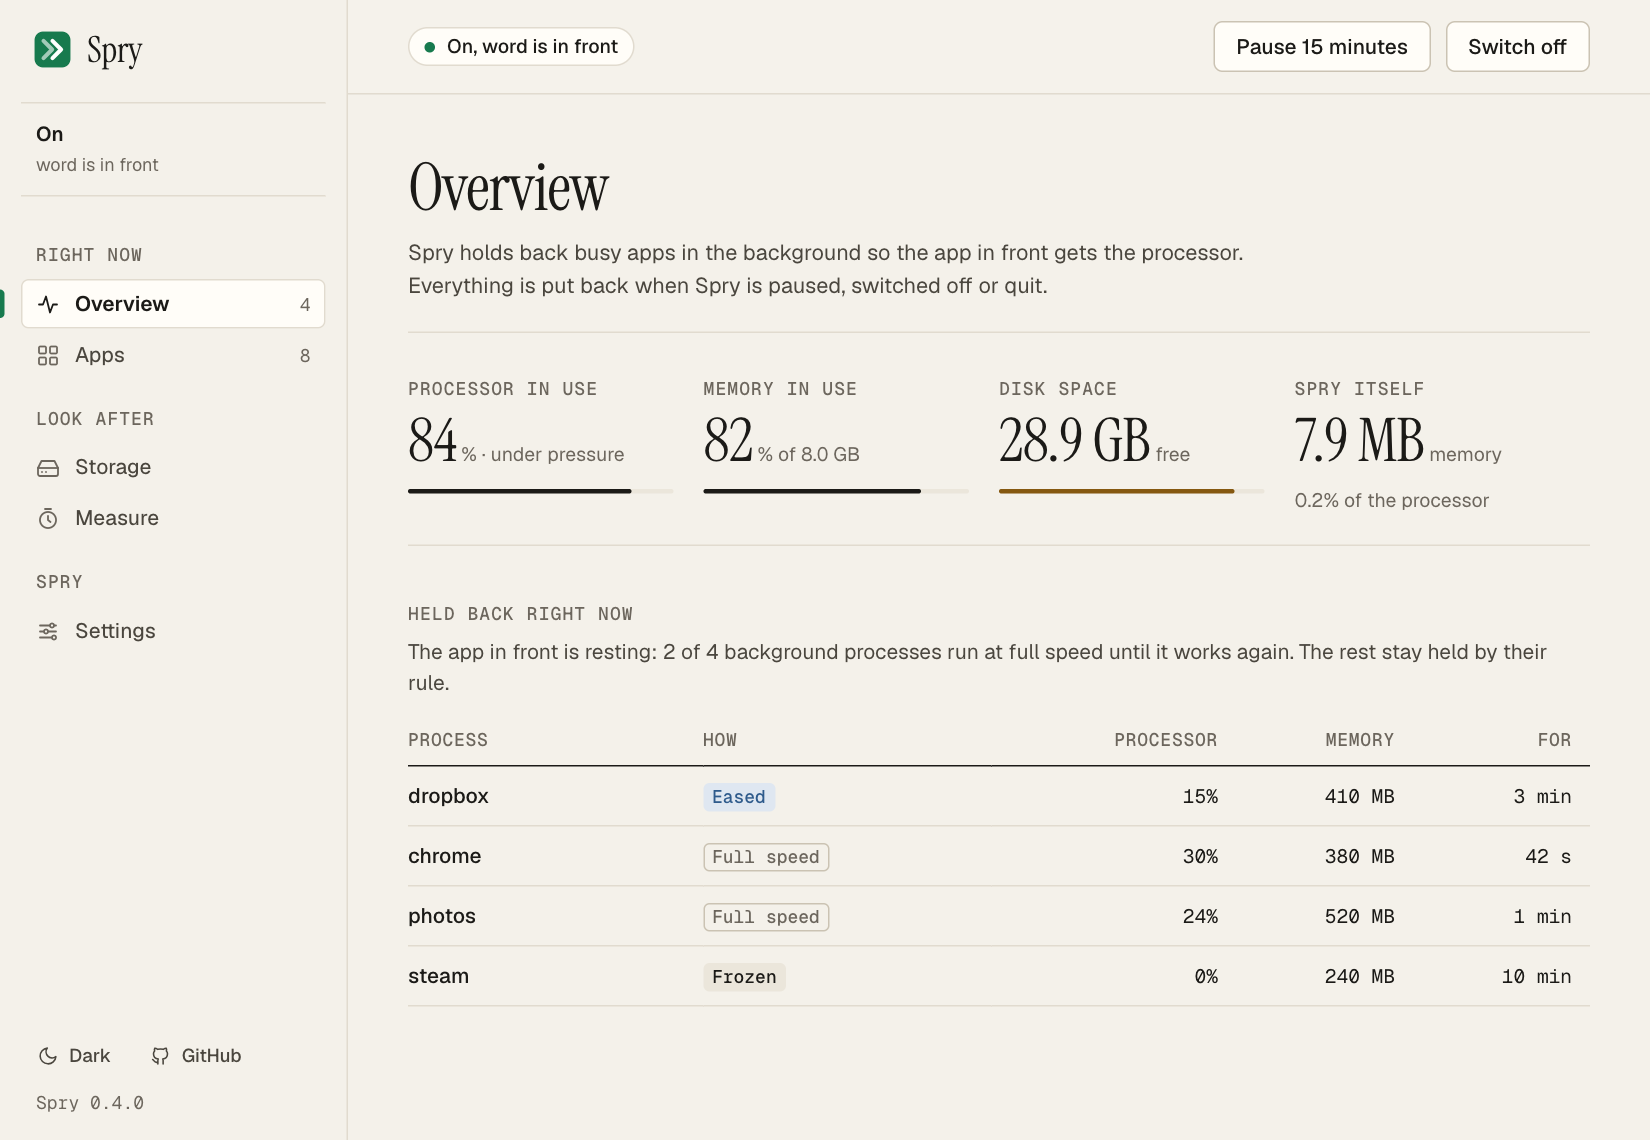 Spry
On
word is in front
RIGHT NOW
Overview 4
Apps 8
LOOK AFTER
Storage
Measure
SPRY
Settings
Dark GitHub
Spry 0.4.0
On, word is in front
Pause 15 minutes
Switch off
Overview
Spry holds back busy apps in the background so the app in front gets the processor.
Everything is put back when Spry is paused, switched off or quit.
PROCESSOR IN USE
84 % · under pressure
MEMORY IN USE
82 % of 8.0 GB
DISK SPACE
28.9 GB free
SPRY ITSELF
7.9 MB memory
0.2% of the processor
HELD BACK RIGHT NOW
The app in front is resting: 2 of 4 background processes run at full speed until it works again. The rest stay held by their
rule.
PROCESS HOW PROCESSOR MEMORY FOR
dropbox Eased 15% 410 MB 3 min
chrome Full speed 30% 380 MB 42 s
photos Full speed 24% 520 MB 1 min
steam Frozen 0% 240 MB 10 min